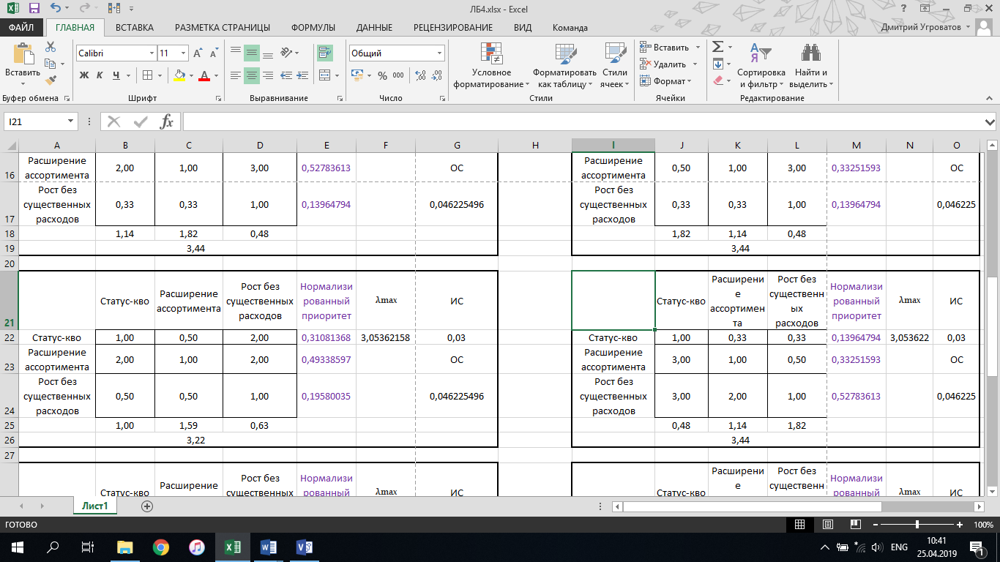 ЛБ4.xlsx - Excel
ФАЙЛ ГЛАВНАЯ ВСТАВКА РАЗМЕТКА СТРАНИЦЫ ФОРМУЛЫ ДАННЫЕ РЕЦЕНЗИРОВАНИЕ ВИД Команда Дмитрий Угроватов
Вставить
Буфер обмена
Calibri 11
Ж К Ч
Шрифт
Выравнивание
Общий
% 000
Число
Условное форматирование
Форматировать как таблицу
Стили ячеек
Стили
Вставить
Удалить
Формат
Ячейки
Сортировка и фильтр
Найти и выделить
Редактирование
I21
A B C D E F G H I J K L M N O
16 Расширение ассортимента 2,00 1,00 3,00 0,52783613 ОС Расширение ассортимента 0,50 1,00 3,00 0,33251593 ОС
17 Рост без существенных расходов 0,33 0,33 1,00 0,13964794 0,046225496 Рост без существенных расходов 0,33 0,33 1,00 0,13964794 0,046225
18 1,14 1,82 0,48 1,82 1,14 0,48
19 3,44 3,44
20
21 Статус-кво Расширение ассортимента Рост без существенных расходов Нормализированный приоритет λmax ИС Статус-кво Расширение ассортимента Рост без существенных расходов Нормализированный приоритет λmax ИС
22 Статус-кво 1,00 0,50 2,00 0,31081368 3,05362158 0,03 Статус-кво 1,00 0,33 0,33 0,13964794 3,053622 0,03
23 Расширение ассортимента 2,00 1,00 2,00 0,49338597 ОС Расширение ассортимента 3,00 1,00 0,50 0,33251593 ОС
24 Рост без существенных расходов 0,50 0,50 1,00 0,19580035 0,046225496 Рост без существенных расходов 3,00 2,00 1,00 0,52783613 0,046225
25 1,00 1,59 0,63 0,48 1,14 1,82
26 3,22 3,44
27
Статус-кво Расширение Рост без существенных Нормализированный λmax ИС Статус-кво Расширение Рост без существенн Нормализированный λmax ИС
Лист1
ГОТОВО 100%
ENG 10:41
25.04.2019 1